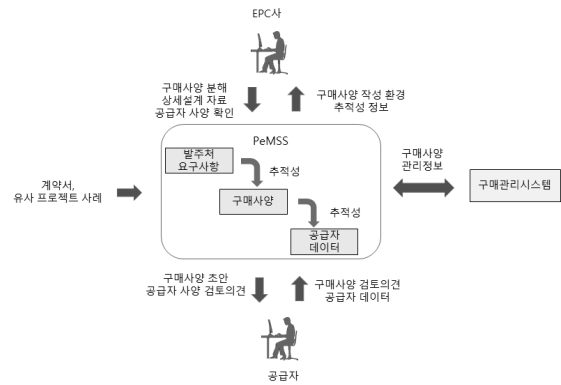 EPC사
구매사양 분해
상세설계 자료
공급자 사양 확인
구매사양 작성 환경
추적성 정보
PeMSS
발주처
요구사항
추적성
구매사양
추적성
공급자
데이터
계약서,
유사 프로젝트 사례
구매사양
관리정보
구매관리시스템
구매사양 초안
공급자 사양 검토의견
구매사양 검토의견
공급자 데이터
공급자